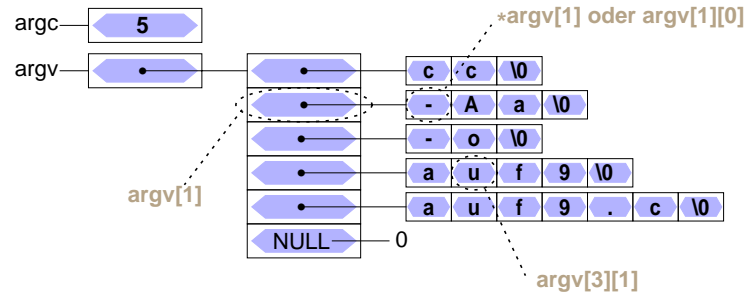 *argv[1] oder argv[1][0]
argc 5
argv c c \0
- A a \0
- o \0
argv[1] a u f 9 \0
a u f 9 . c \0
NULL 0
argv[3][1]